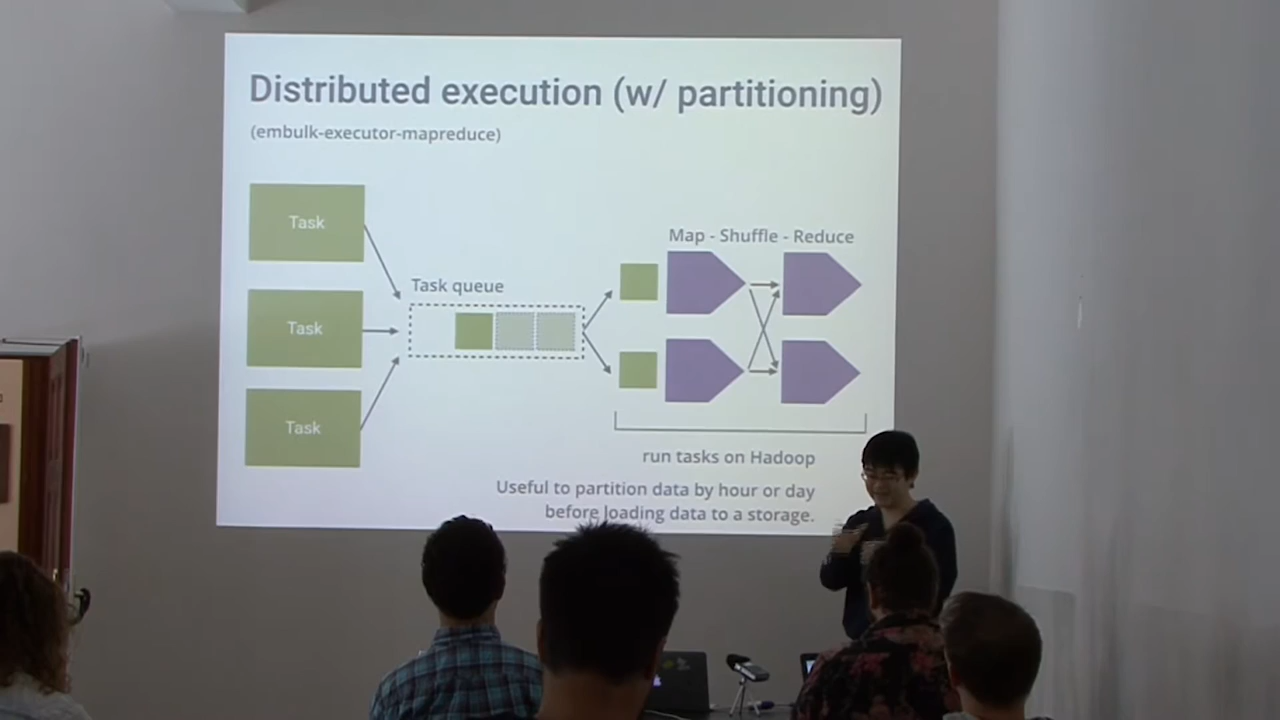 Distributed execution (w/ partitioning)
(embulk-executor-mapreduce)
Task
Task
Task
Task queue
Map - Shuffle - Reduce
run tasks on Hadoop
Useful to partition data by hour or day
before loading data to a storage.